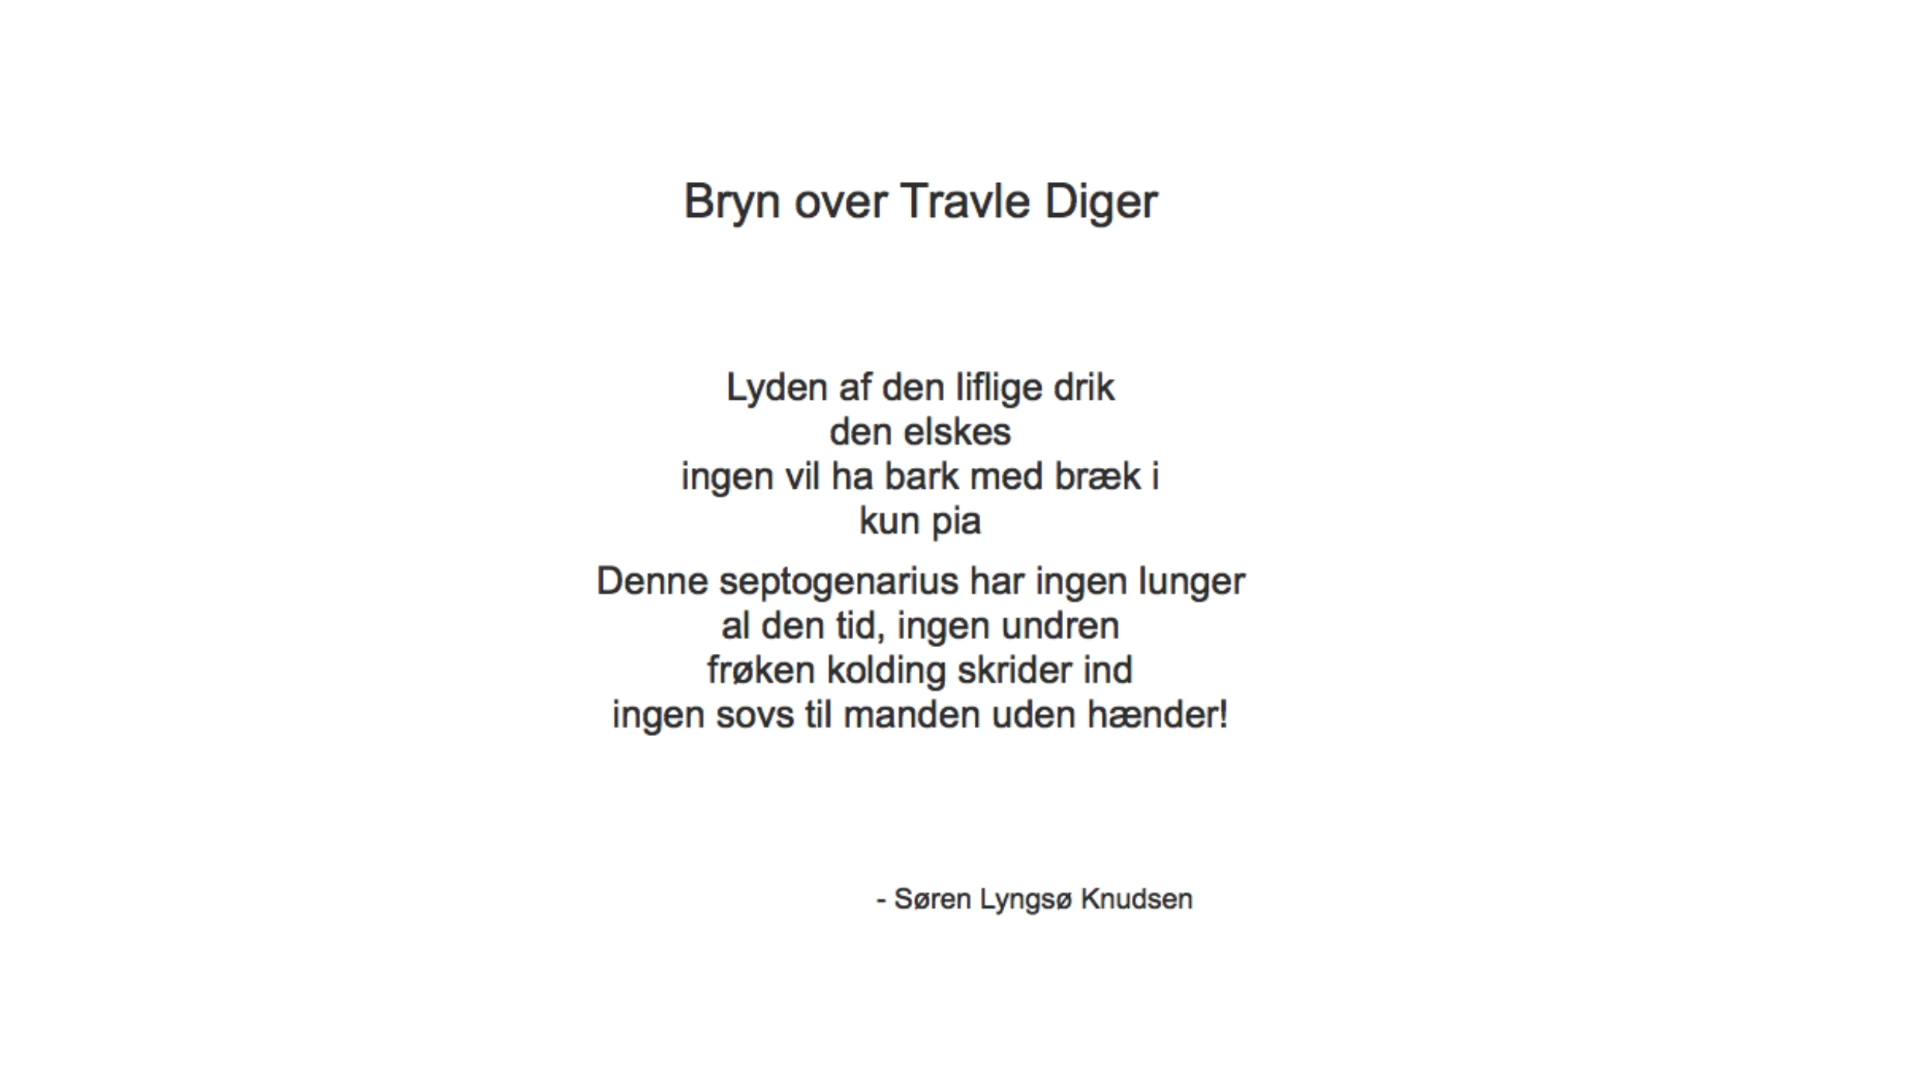 Bryn over Travle Diger
Lyden af den liflige drik
den elskes
ingen vil ha bark med bræk i
kun pia
Denne septogenarius har ingen lunger
al den tid, ingen undren
frøken kolding skrider ind
ingen sovs til manden uden hænder!
- Søren Lyngsø Knudsen